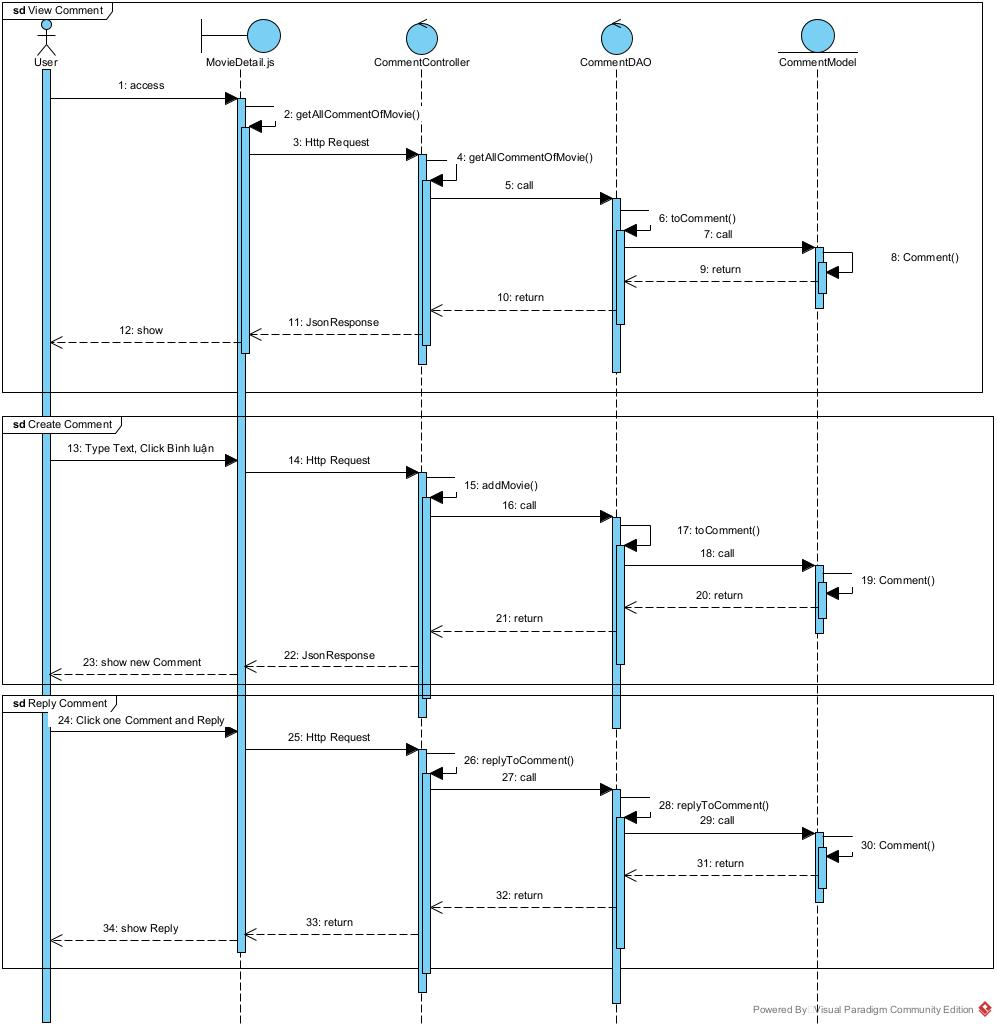 sd View Comment
User
MovieDetail.js
CommentController
CommentDAO
CommentModel
1: access
2: getAllCommentOfMovie()
3: Http Request
4: getAllCommentOfMovie()
5: call
6: toComment()
7: call
8: Comment()
9: return
10: return
11: JsonResponse
12: show
sd Create Comment
13: Type Text, Click Bình luận
14: Http Request
15: addMovie()
16: call
17: toComment()
18: call
19: Comment()
20: return
21: return
22: JsonResponse
23: show new Comment
sd Reply Comment
24: Click one Comment and Reply
25: Http Request
26: replyToComment()
27: call
28: replyToComment()
29: call
30: Comment()
31: return
32: return
33: return
34: show Reply
Powered By Visual Paradigm Community Edition